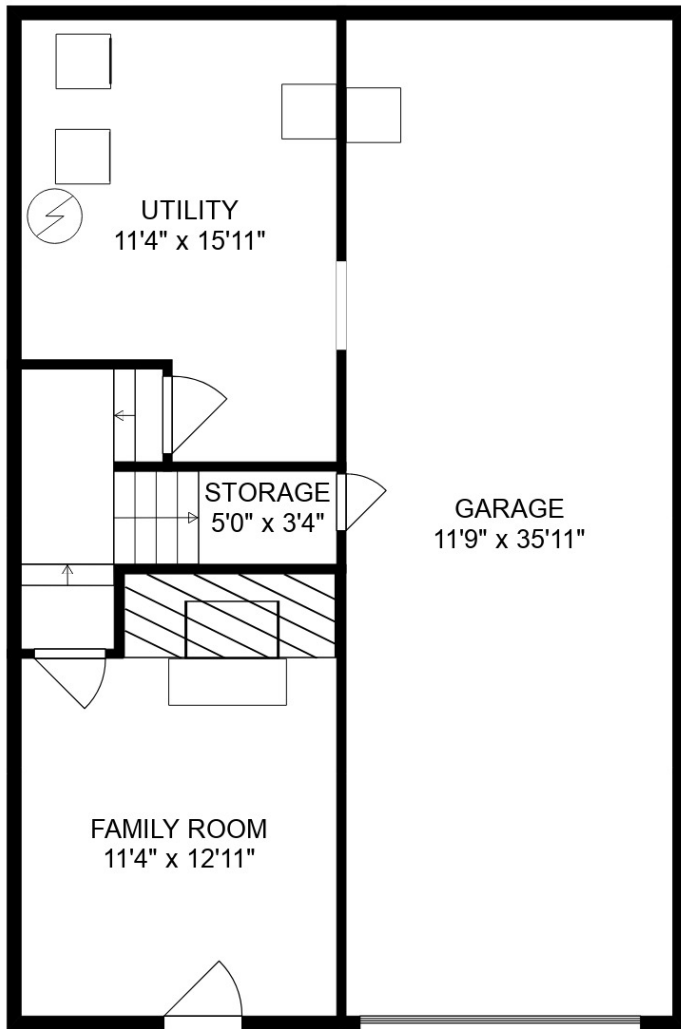 UTILITY
11'4" x 15'11"
STORAGE
5'0" x 3'4"
GARAGE
11'9" x 35'11"
FAMILY ROOM
11'4" x 12'11"